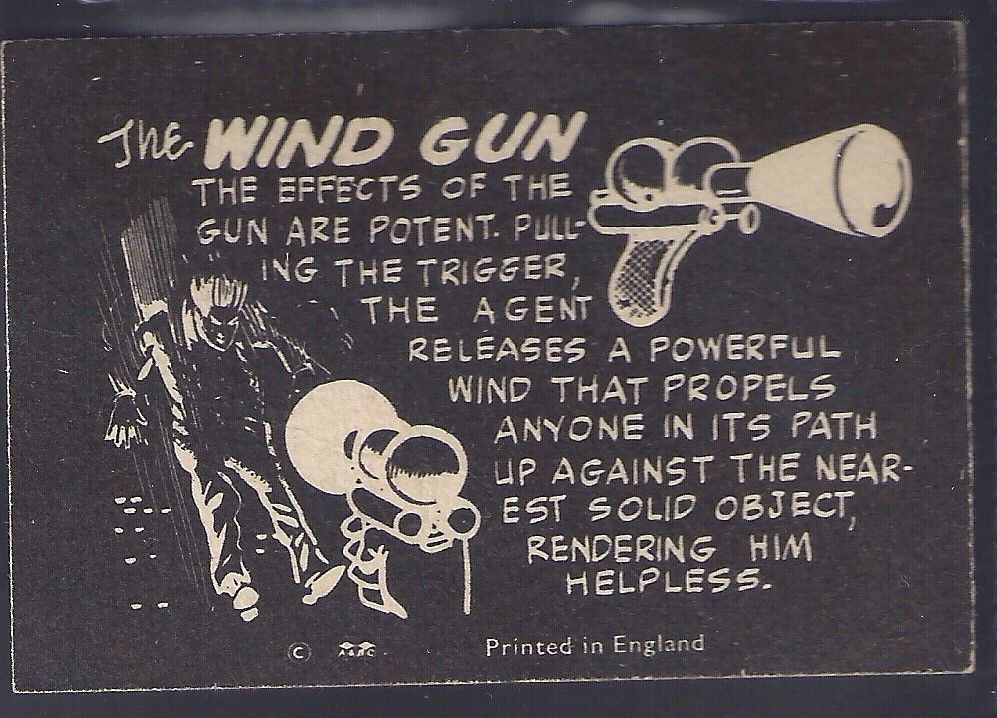 The WIND GUN
THE EFFECTS OF THE
GUN ARE POTENT. PULL-
ING THE TRIGGER,
THE AGENT
RELEASES A POWERFUL
WIND THAT PROPELS
ANYONE IN ITS PATH
UP AGAINST THE NEAR-
EST SOLID OBJECT,
RENDERING HIM
HELPLESS.
© A&BC Printed in England